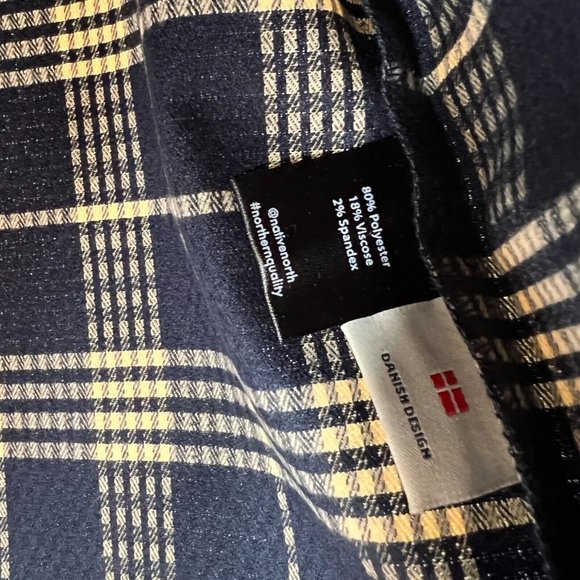 80% Polyester
18% Viscose
2% Spandex
@nativenorth
#northernquality
DANISH DESIGN